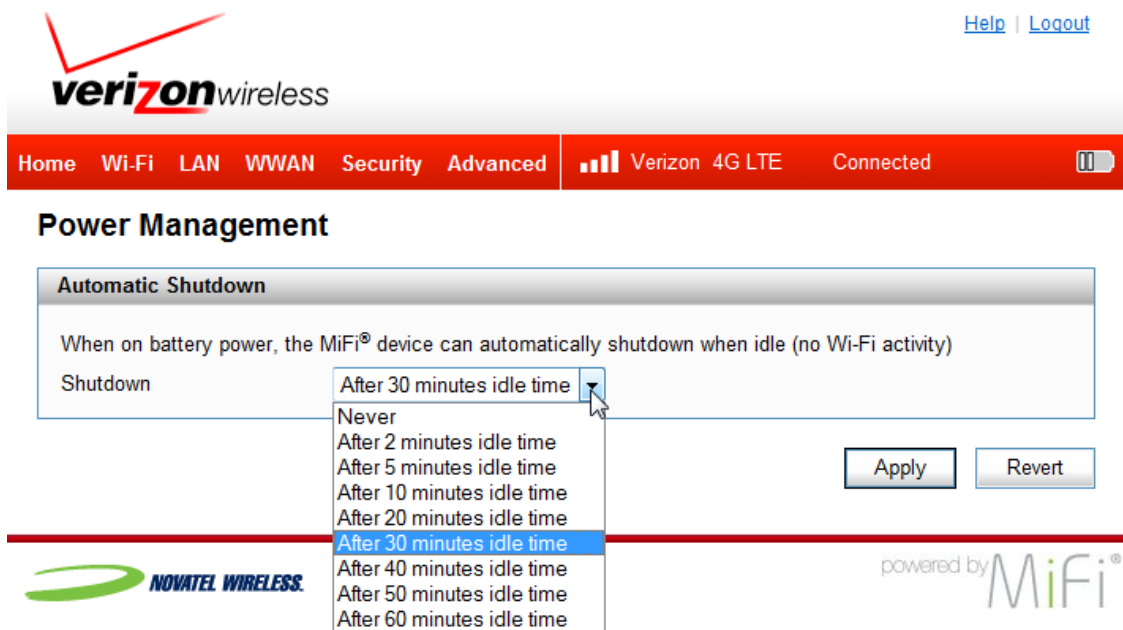 Help | Logout
verizonwireless
Home Wi-Fi LAN WWAN Security Advanced Verizon 4G LTE Connected
Power Management
Automatic Shutdown
When on battery power, the MiFi® device can automatically shutdown when idle (no Wi-Fi activity)
Shutdown After 30 minutes idle time
Never
After 2 minutes idle time
After 5 minutes idle time
After 10 minutes idle time
After 20 minutes idle time
After 30 minutes idle time
After 40 minutes idle time
After 50 minutes idle time
After 60 minutes idle time
Apply Revert
NOVATEL WIRELESS.
powered by MiFi®